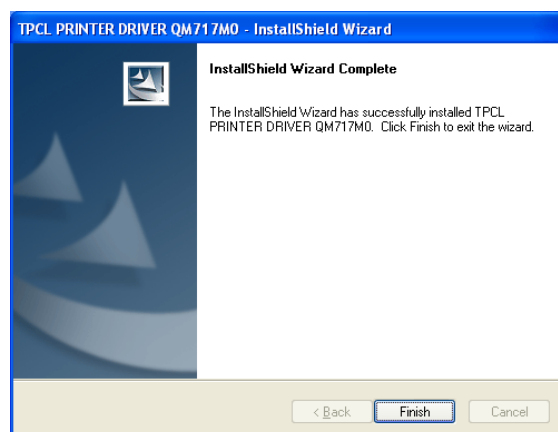 TPCL PRINTER DRIVER QM717M0 - InstallShield Wizard
InstallShield Wizard Complete
The InstallShield Wizard has successfully installed TPCL
PRINTER DRIVER QM717M0. Click Finish to exit the wizard.
< Back Finish Cancel